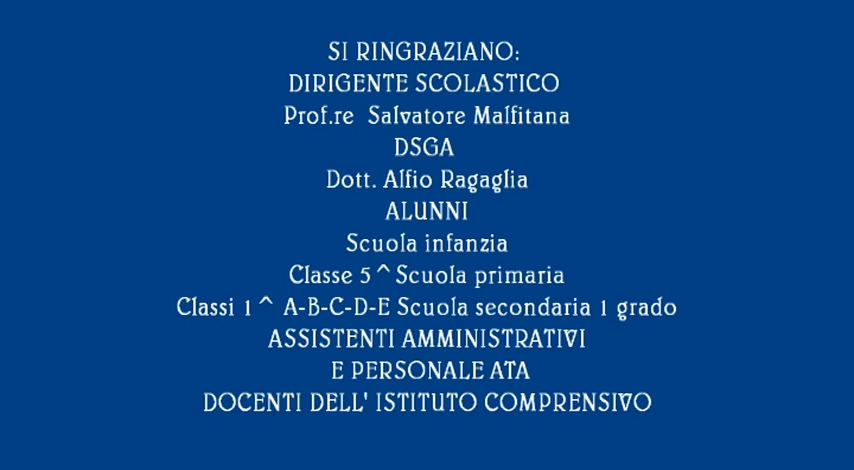 SI RINGRAZIANO:
DIRIGENTE SCOLASTICO
Prof.re Salvatore Malfitana
DSGA
Dott. Alfio Ragaglia
ALUNNI
Scuola infanzia
Classe 5^ Scuola primaria
Classi 1^ A-B-C-D-E Scuola secondaria 1 grado
ASSISTENTI AMMINISTRATIVI
E PERSONALE ATA
DOCENTI DELL' ISTITUTO COMPRENSIVO